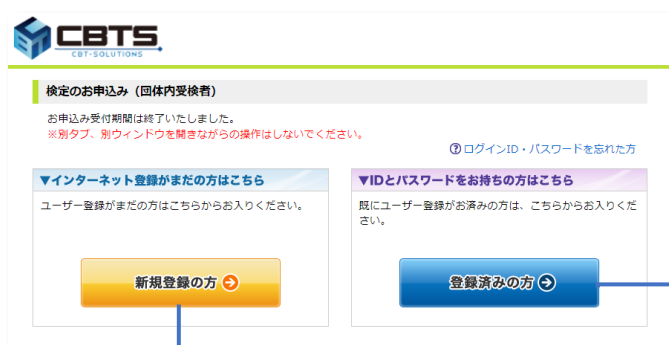 CBTS.
CBT-SOLUTIONS
検定のお申込み（団体内受検者）
お申込み受付期間は終了いたしました。
※別タブ、別ウィンドウを開きながらの操作はしないでください。
?ログインID・パスワードを忘れた方
▼インターネット登録がまだの方はこちら
ユーザー登録がまだの方はこちらからお入りください。
新規登録の方
▼IDとパスワードをお持ちの方はこちら
既にユーザー登録がお済みの方は、こちらからお入りくだ
さい。
登録済みの方